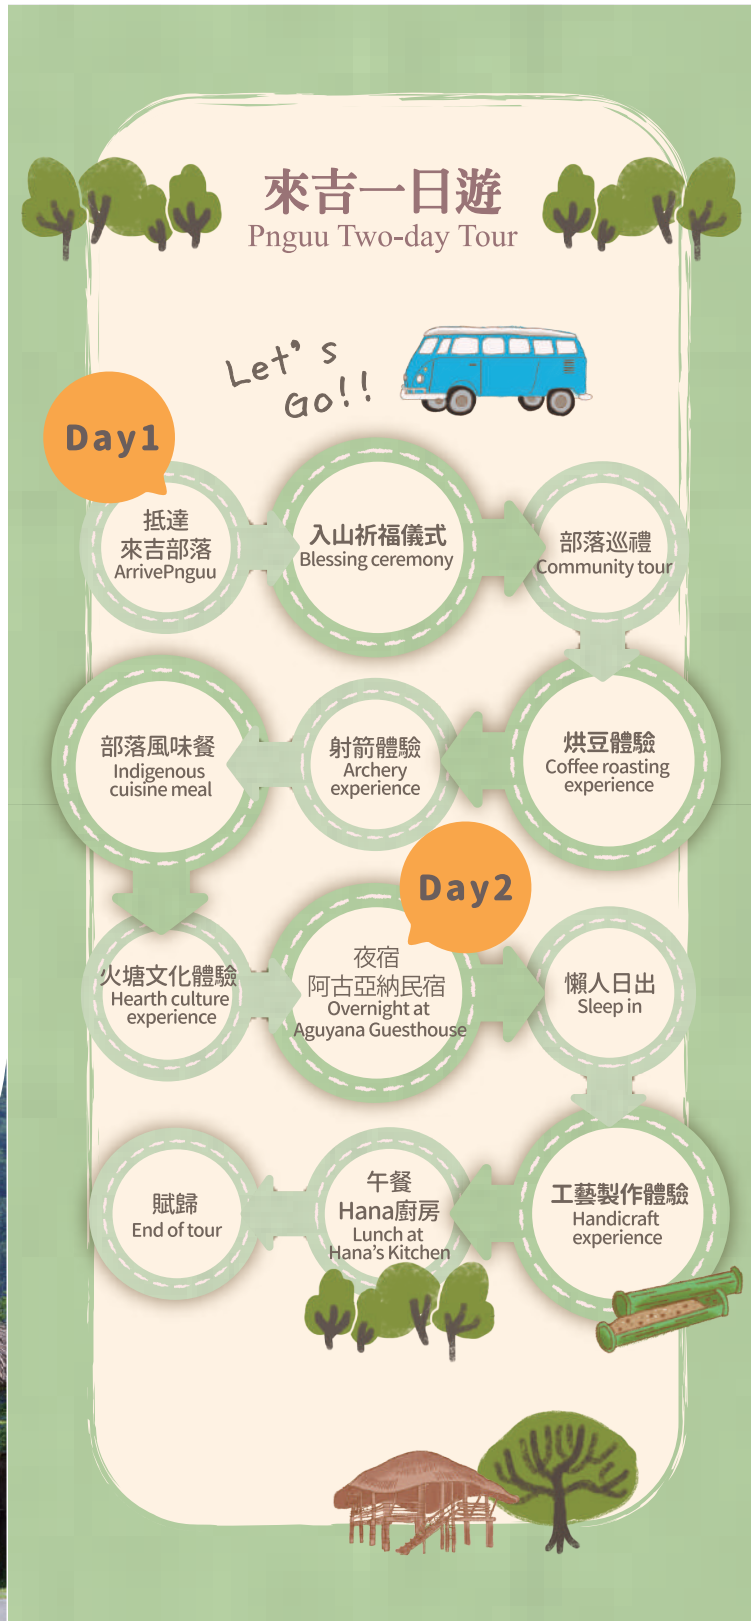 來吉一日遊
Pnguu Two-day Tour
Let's
Go!!
Day1
抵達
來吉部落
ArrivePnguu
入山祈福儀式
Blessing ceremony
部落巡禮
Community tour
烘豆體驗
Coffee roasting
experience
射箭體驗
Archery
experience
部落風味餐
Indigenous
cuisine meal
火塘文化體驗
Hearth culture
experience
夜宿
阿古亞納民宿
Overnight at
Aguyana Guesthouse
Day2
懶人日出
Sleep in
工藝製作體驗
Handicraft
experience
午餐
Hana廚房
Lunch at
Hana's Kitchen
賦歸
End of tour